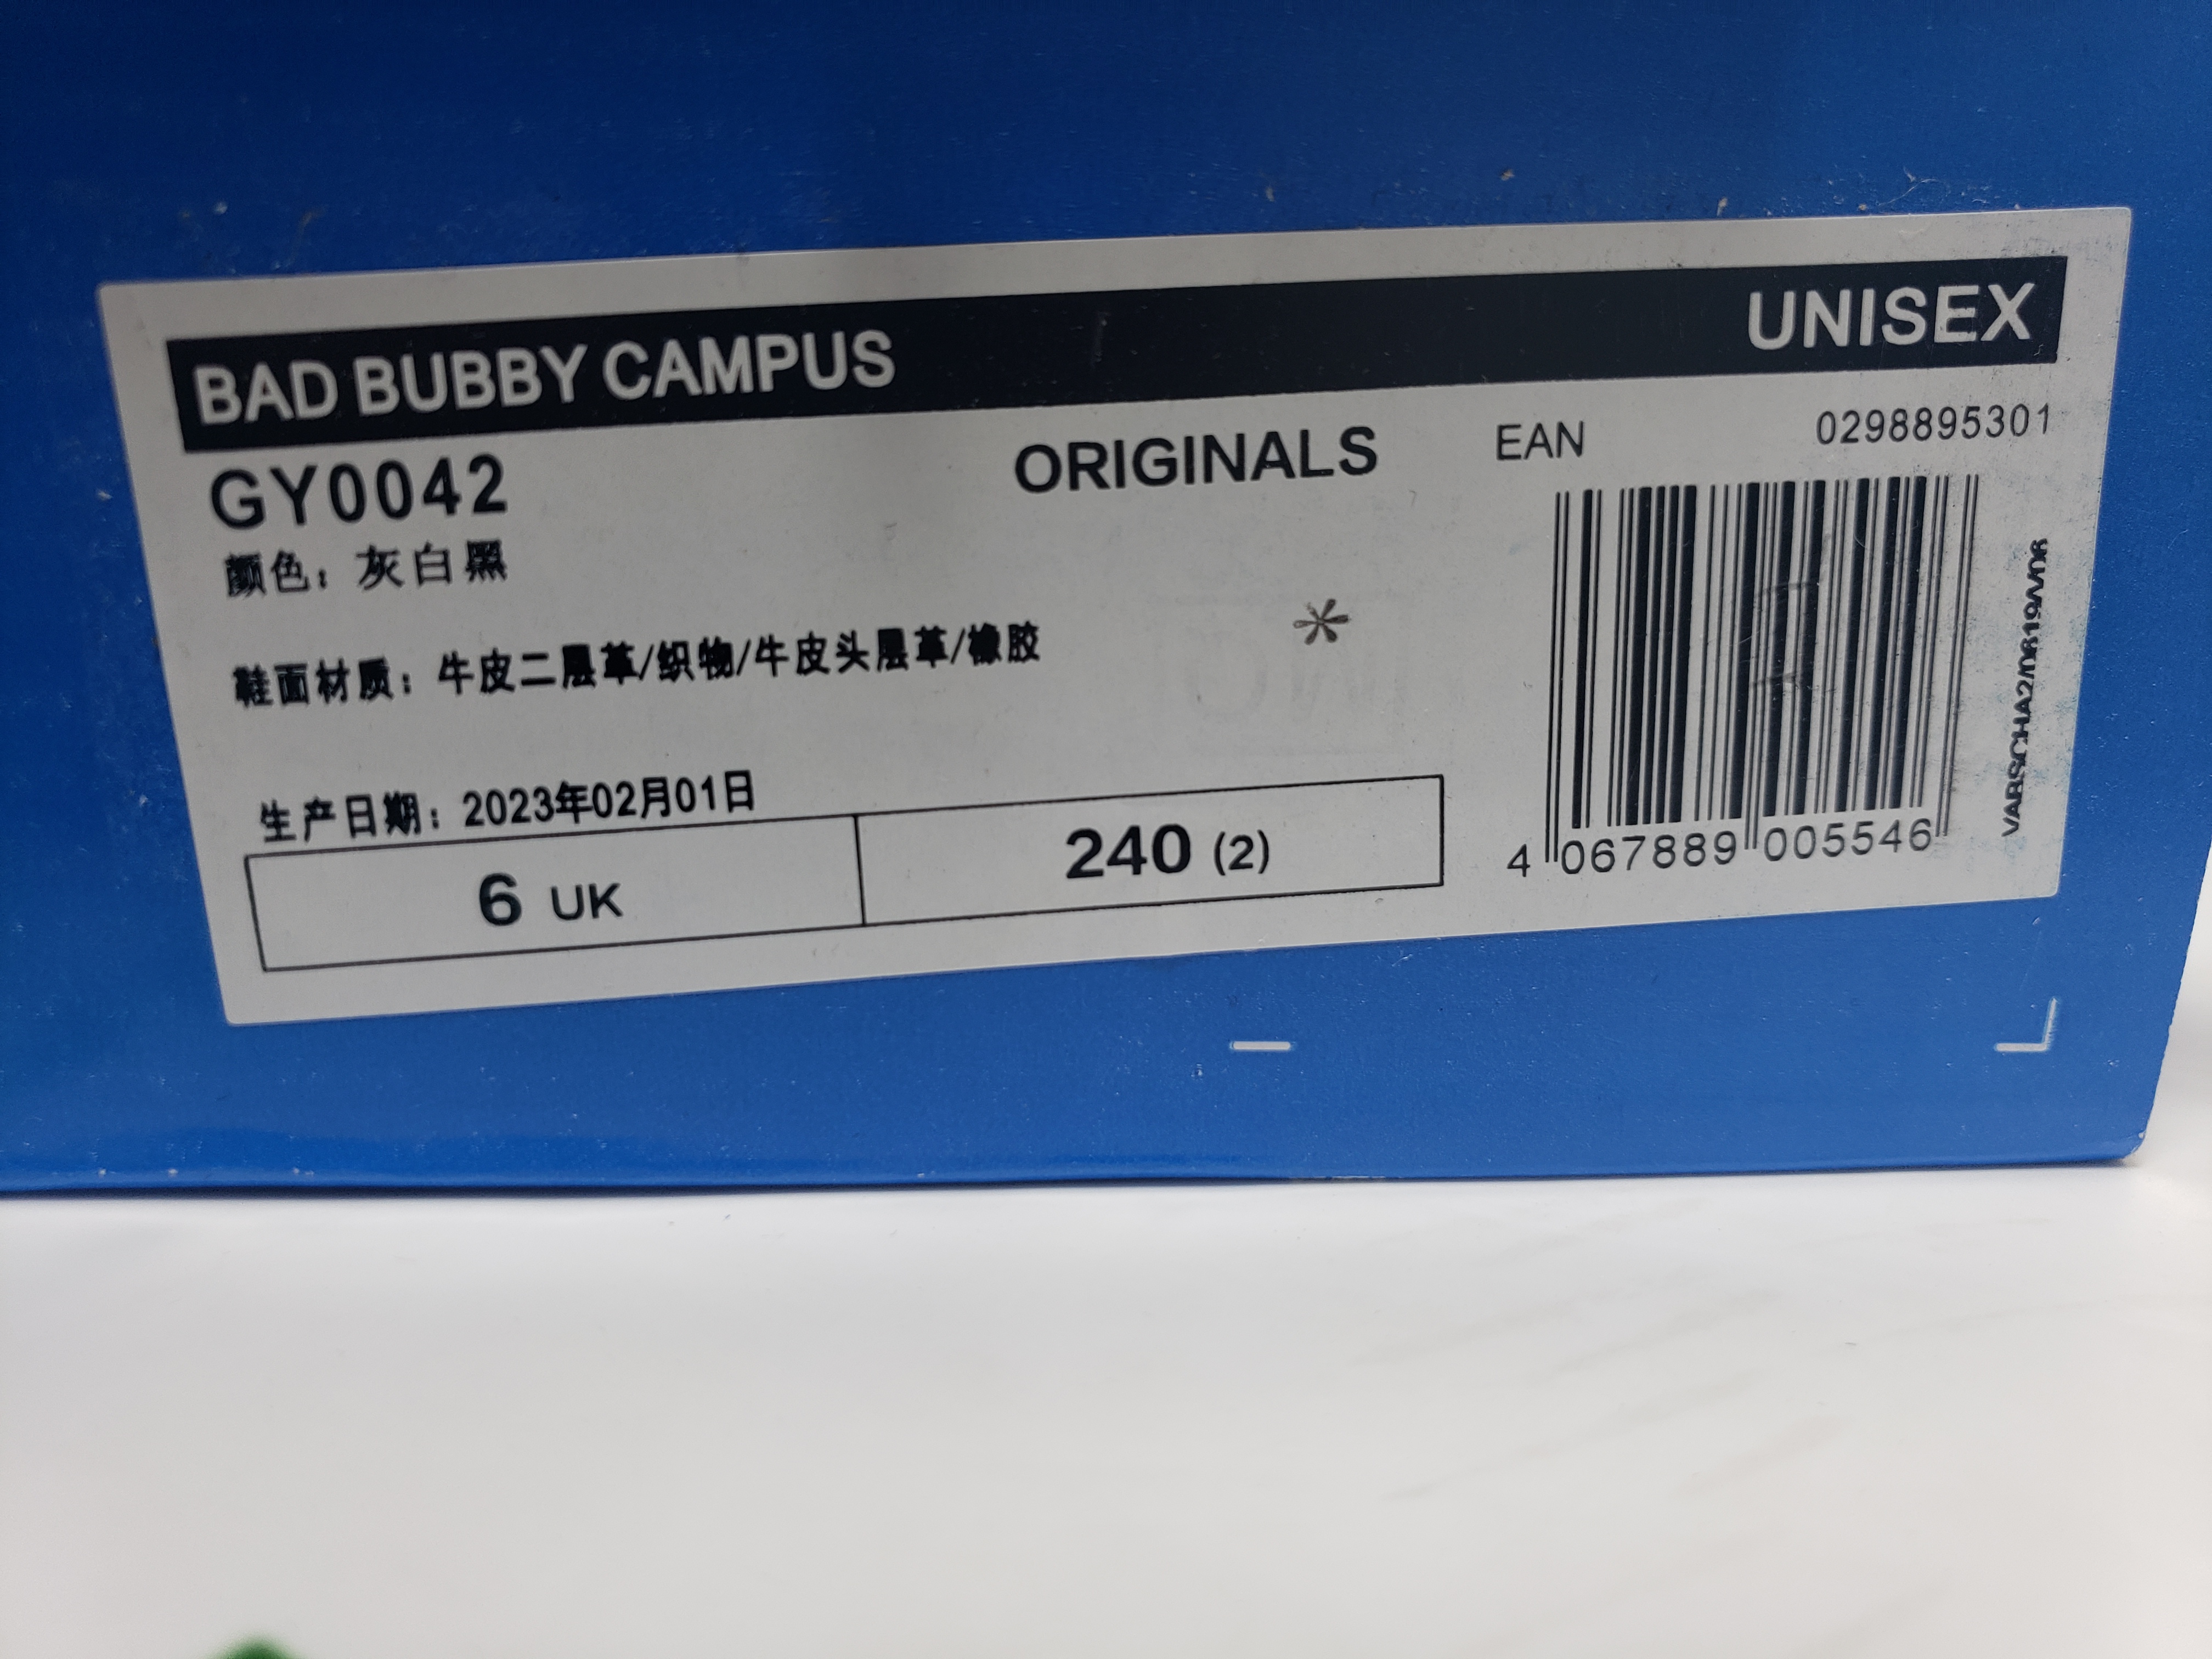 BAD BUBBY CAMPUS UNISEX
GY0042 ORIGINALS EAN 0298895301
颜色：灰白黑
鞋面材质：牛皮二层革/织物/牛皮头层革/橡胶
*
生产日期：2023年02月01日
6 UK 240 (2)
4 067889 005546